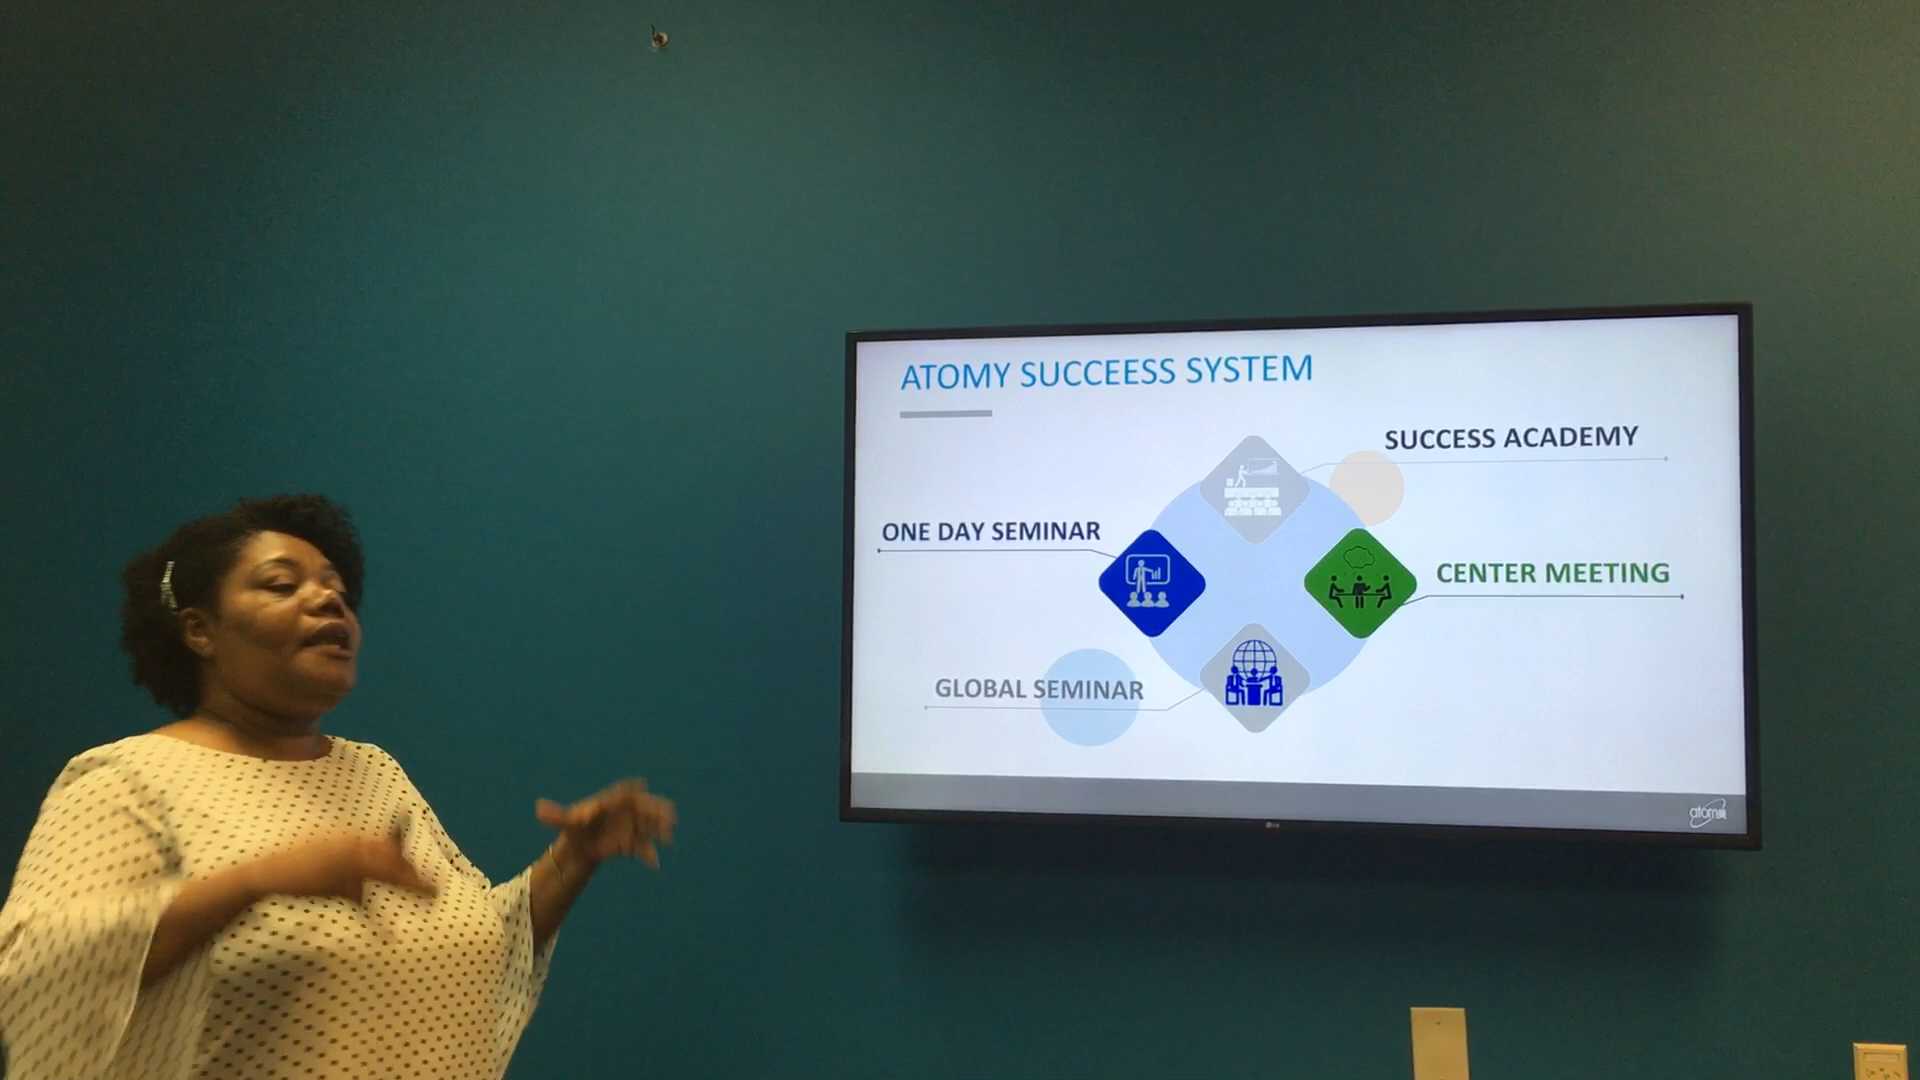 ATOMY SUCCEESS SYSTEM
SUCCESS ACADEMY
ONE DAY SEMINAR
CENTER MEETING
GLOBAL SEMINAR
atomy